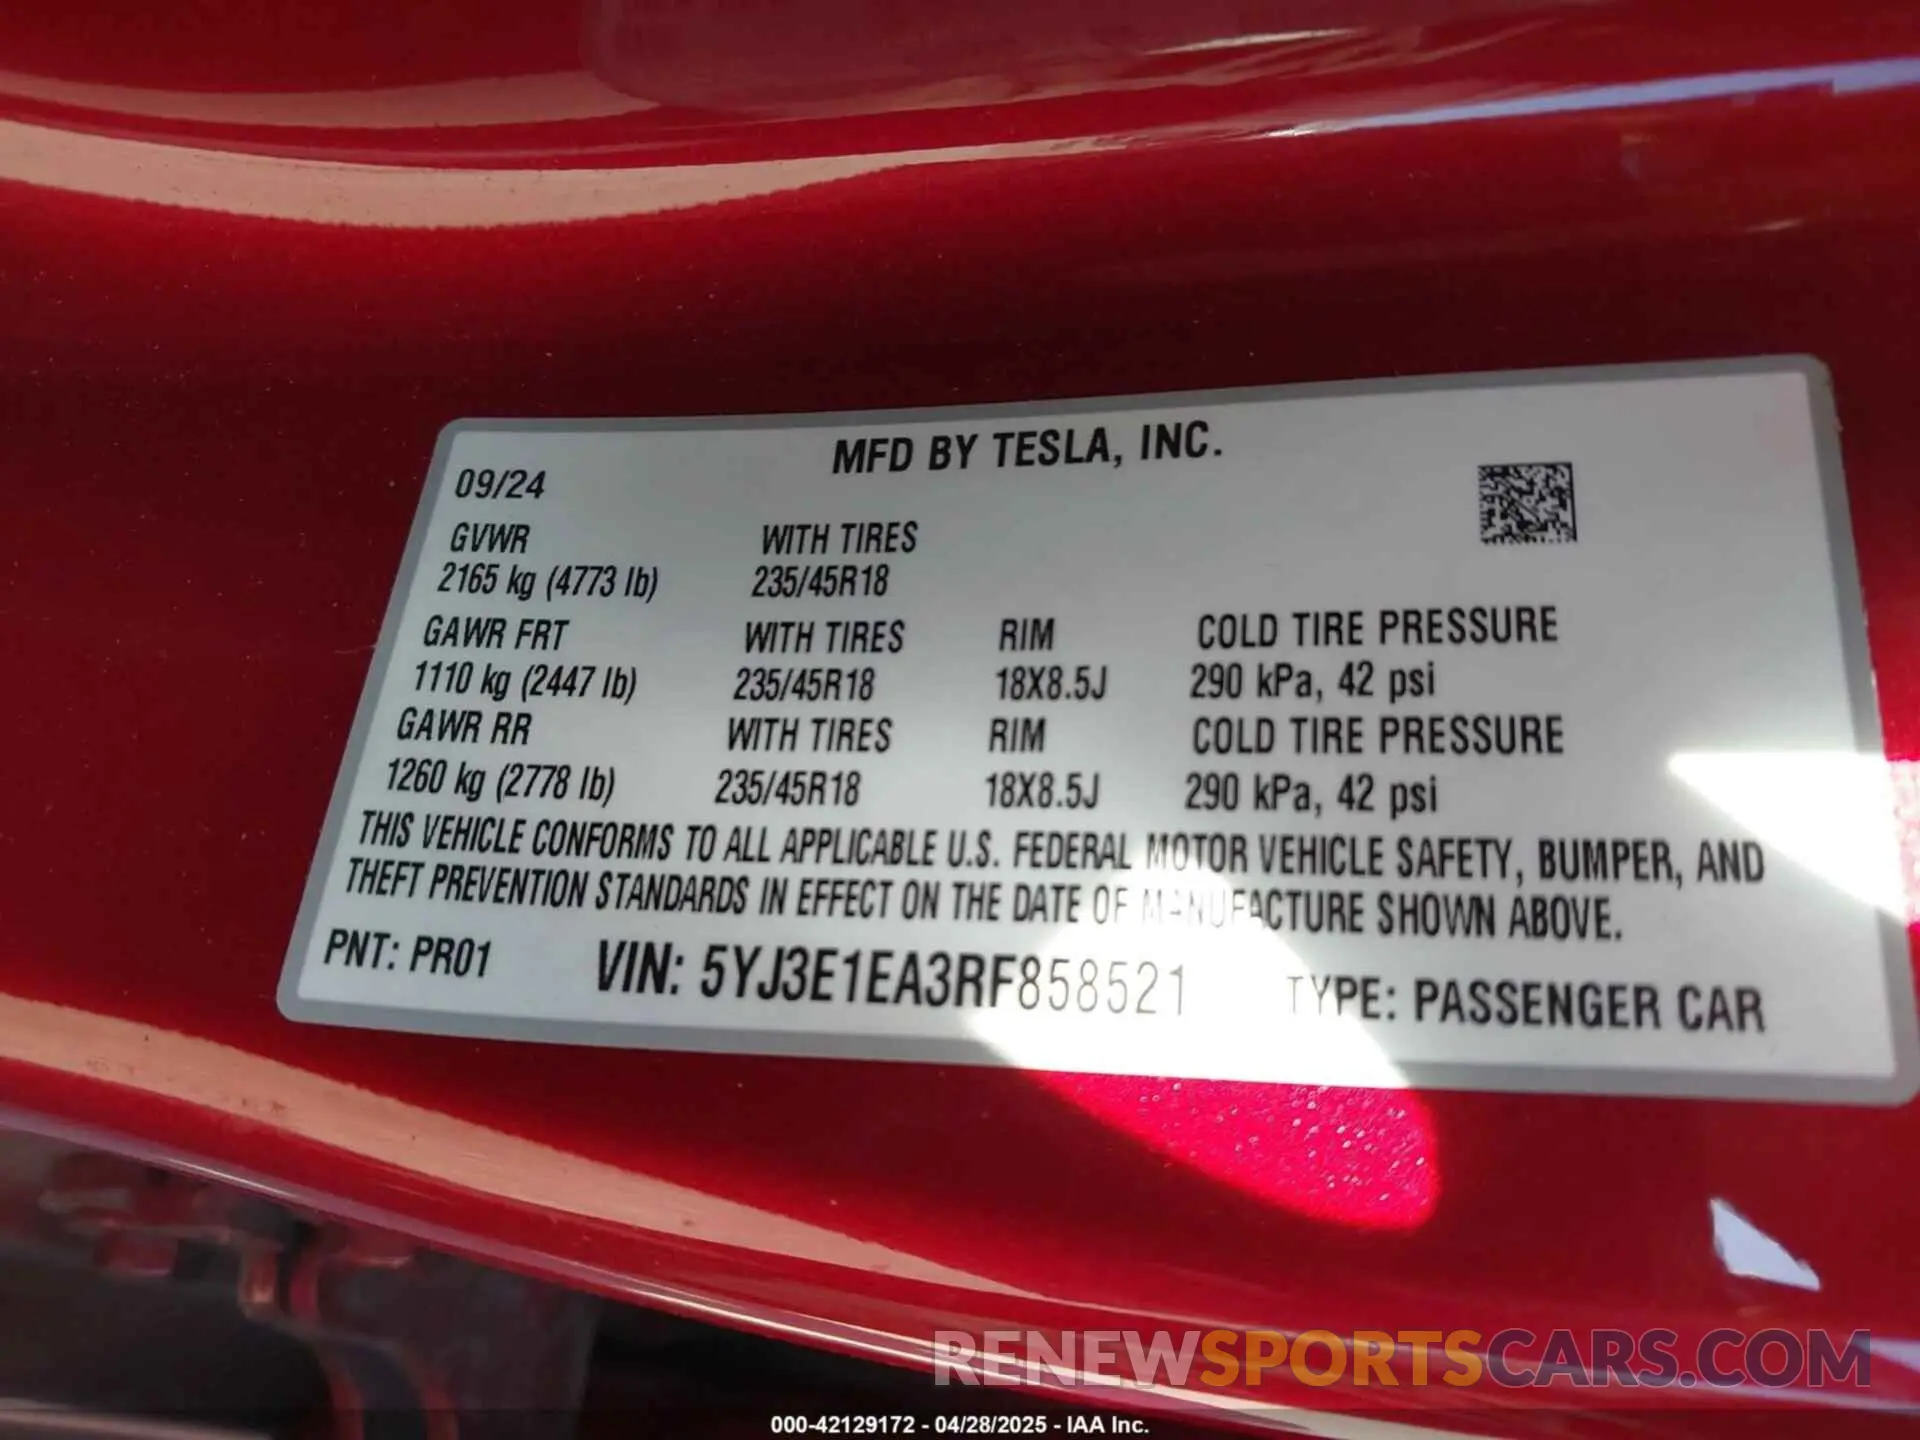 MFD BY TESLA, INC.
09/24
GVWR WITH TIRES
2165 kg (4773 lb) 235/45R18
GAWR FRT WITH TIRES RIM COLD TIRE PRESSURE
1110 kg (2447 lb) 235/45R18 18X8.5J 290 kPa, 42 psi
GAWR RR WITH TIRES RIM COLD TIRE PRESSURE
1260 kg (2778 lb) 235/45R18 18X8.5J 290 kPa, 42 psi
THIS VEHICLE CONFORMS TO ALL APPLICABLE U.S. FEDERAL MOTOR VEHICLE SAFETY, BUMPER, AND
THEFT PREVENTION STANDARDS IN EFFECT ON THE DATE OF MANUFACTURE SHOWN ABOVE.
PNT: PR01 VIN: 5YJ3E1EA3RF858521 TYPE: PASSENGER CAR
RENEWSPORTSCARS.COM
000-42129172 - 04/28/2025 - IAA Inc.